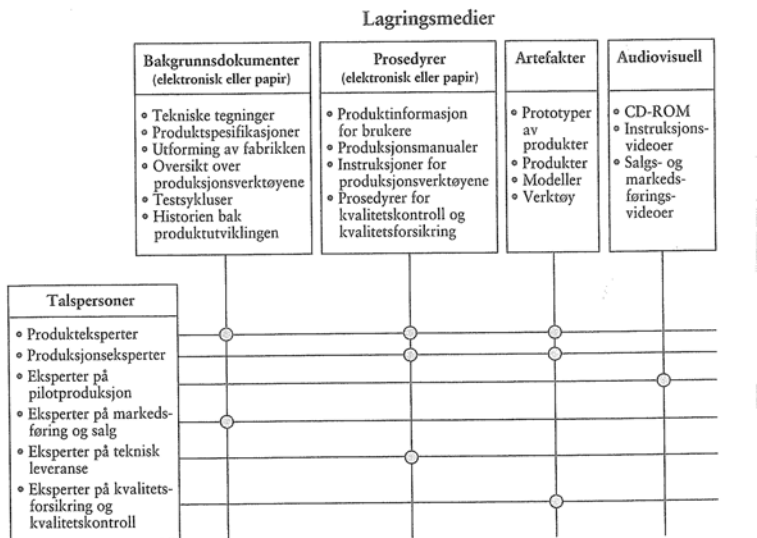 Lagringsmedier
Bakgrunnsdokumenter
(elektronisk eller papir)
• Tekniske tegninger
• Produktspesifikasjoner
• Utforming av fabrikken
• Oversikt over
produksjonsverktøyene
• Testsykluser
• Historien bak
produktutviklingen
Prosedyrer
(elektronisk eller papir)
• Produktinformasjon
for brukere
• Produksjonsmanualer
• Instruksjoner for
produksjonsverktøyene
• Prosedyrer for
kvalitetskontroll og
kvalitetsforsikring
Artefakter
• Prototyper
av
produkter
• Produkter
• Modeller
• Verktøy
Audiovisuell
• CD-ROM
• Instruksjons-
videoer
• Salgs- og
markeds-
førings-
videoer
Talspersoner
• Produkteksperter
• Produksjonseksperter
• Eksperter på
pilotproduksjon
• Eksperter på markeds-
føring og salg
• Eksperter på teknisk
leveranse
• Eksperter på kvalitets-
forsikring og
kvalitetskontroll